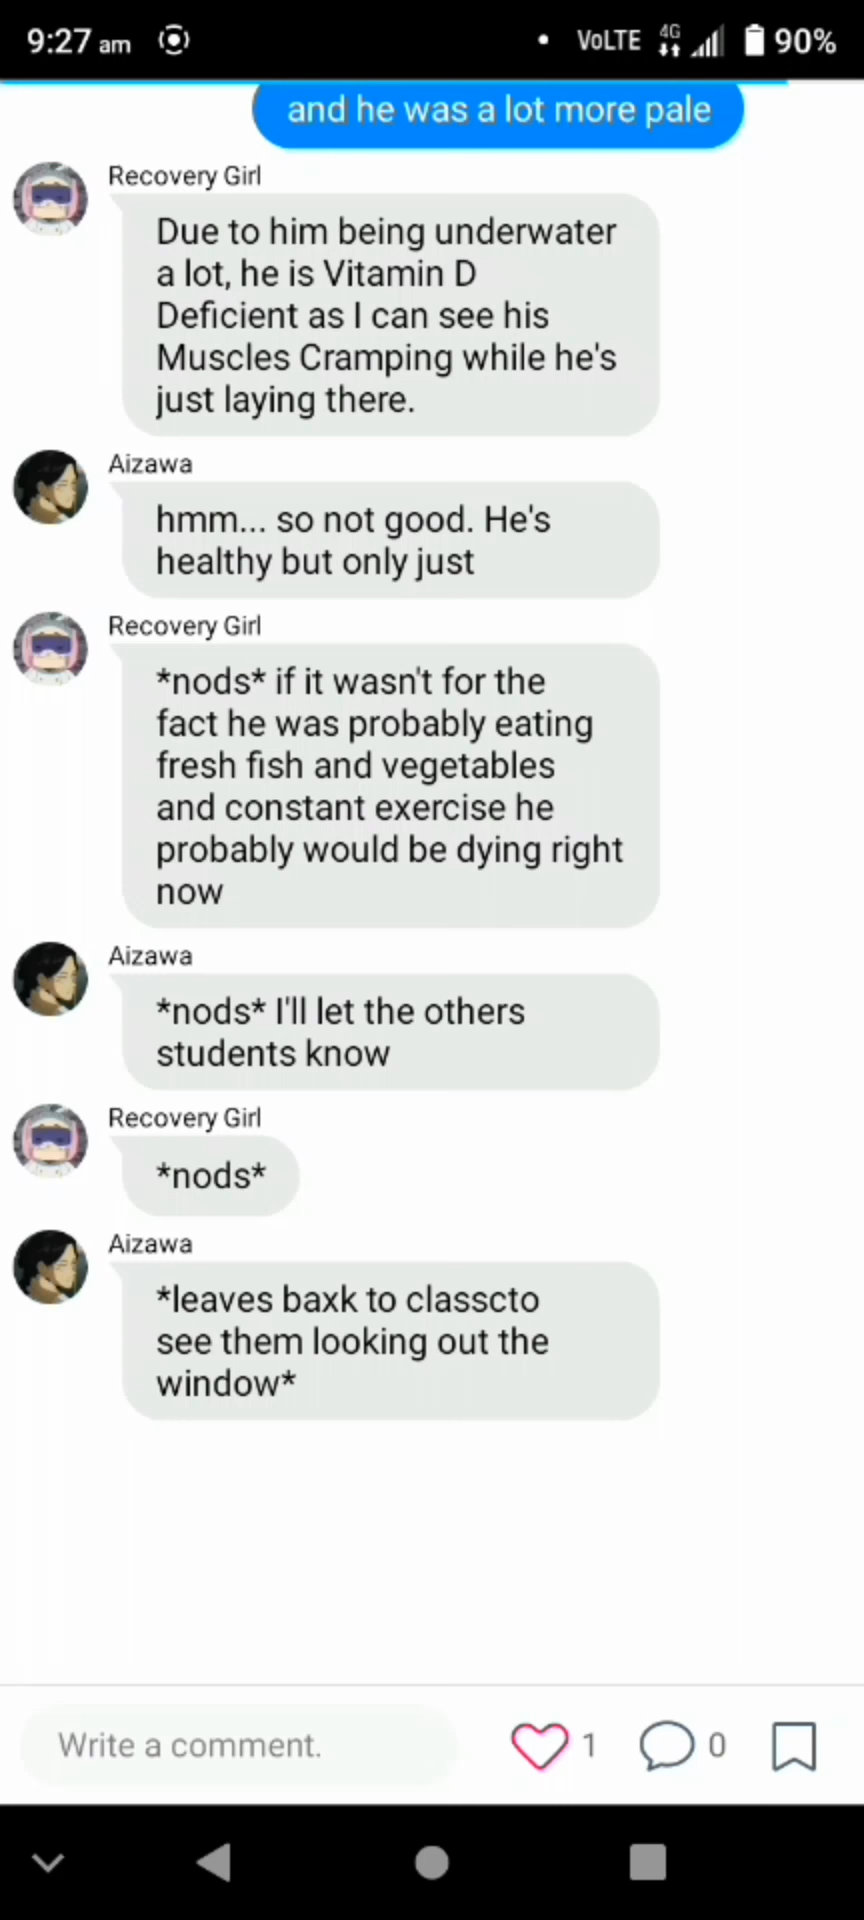 9:27 am VoLTE 4G 90%
and he was a lot more pale
Recovery Girl
Due to him being underwater
a lot, he is Vitamin D
Deficient as I can see his
Muscles Cramping while he's
just laying there.
Aizawa
hmm... so not good. He's
healthy but only just
Recovery Girl
*nods* if it wasn't for the
fact he was probably eating
fresh fish and vegetables
and constant exercise he
probably would be dying right
now
Aizawa
*nods* I'll let the others
students know
Recovery Girl
*nods*
Aizawa
*leaves baxk to classcto
see them looking out the
window*
Write a comment. 1 0